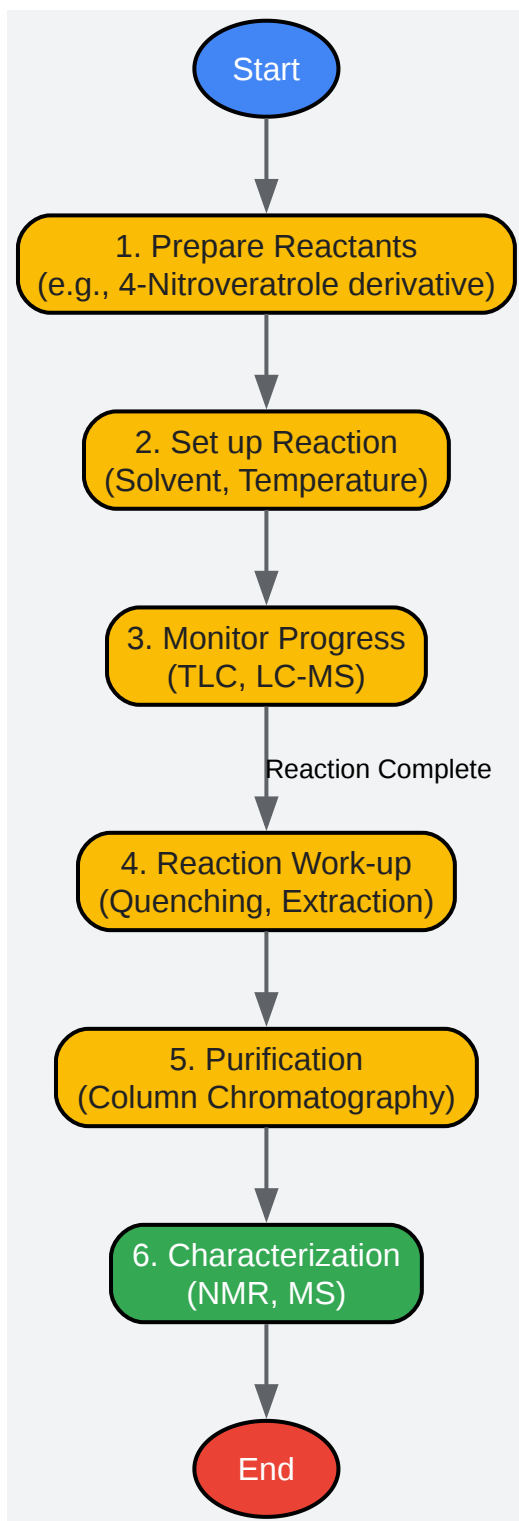 Start
1. Prepare Reactants
(e.g., 4-Nitroveratrole derivative)
2. Set up Reaction
(Solvent, Temperature)
3. Monitor Progress
(TLC, LC-MS)
Reaction Complete
4. Reaction Work-up
(Quenching, Extraction)
5. Purification
(Column Chromatography)
6. Characterization
(NMR, MS)
End